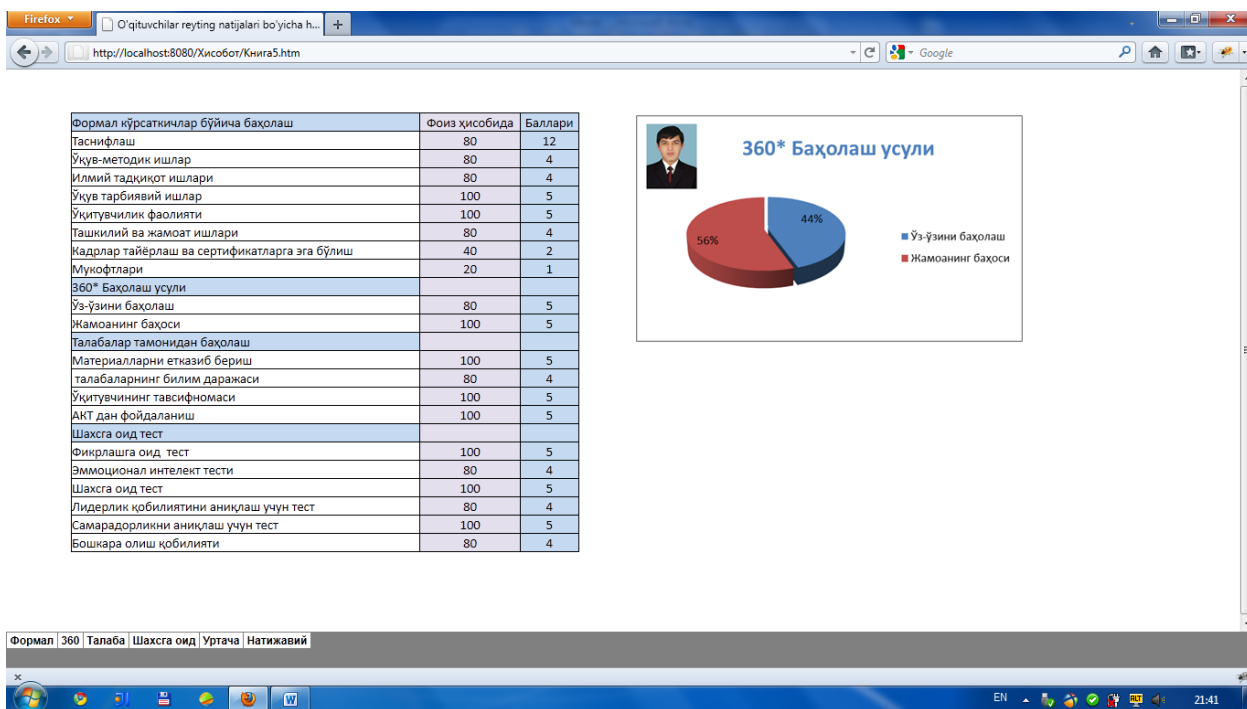 Firefox
O'qituvchilar reyting natijalari bo'yicha h...
http://localhost:8080/Хисобот/Книга5.htm
Google
Формал кўрсаткичлар бўйича баҳолаш Фоиз ҳисобида Баллари
Таснифлаш 80 12
Ўқув-методик ишлар 80 4
Илмий тадқиқот ишлари 80 4
Ўқув тарбиявий ишлар 100 5
Ўқитувчилик фаолияти 100 5
Ташкилий ва жамоат ишлари 80 4
Кадрлар тайёрлаш ва сертификатларга эга бўлиш 40 2
Мукофтлари 20 1
360* Баҳолаш усули
Ўз-ўзини баҳолаш 80 5
Жамоанинг баҳоси 100 5
Талабалар тамонидан баҳолаш
Материалларни етказиб бериш 100 5
талабаларнинг билим даражаси 80 4
Ўқитувчининг тавсифномаси 100 5
АКТ дан фойдаланиш 100 5
Шахсга оид тест
Фикрлашга оид тест 100 5
Эммоционал интелект тести 80 4
Шахсга оид тест 100 5
Лидерлик қобилиятини аниқлаш учун тест 80 4
Самарадорликни аниқлаш учун тест 100 5
Бошкара олиш қобилияти 80 4
360* Баҳолаш усули
44%
56%
Ўз-ўзини баҳолаш
Жамоанинг баҳоси
Формал 360 Талаба Шахсга оид Уртача Натижавий
EN 21:41